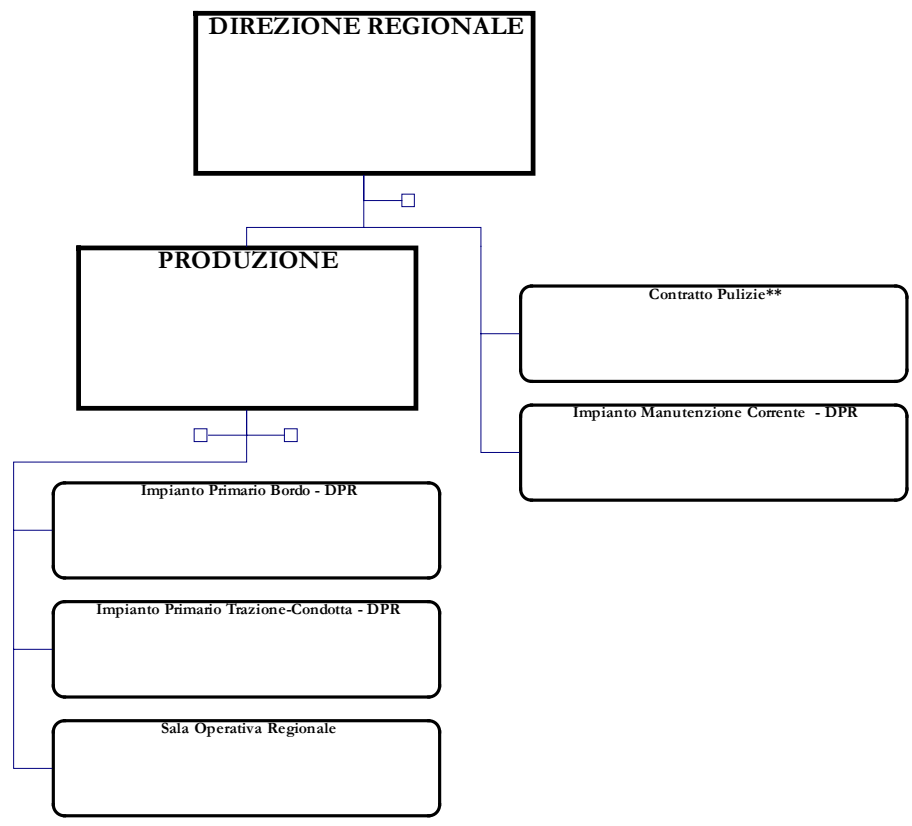 DIREZIONE REGIONALE
PRODUZIONE
Contratto Pulizie**
Impianto Manutenzione Corrente - DPR
Impianto Primario Bordo - DPR
Impianto Primario Trazione-Condotta - DPR
Sala Operativa Regionale